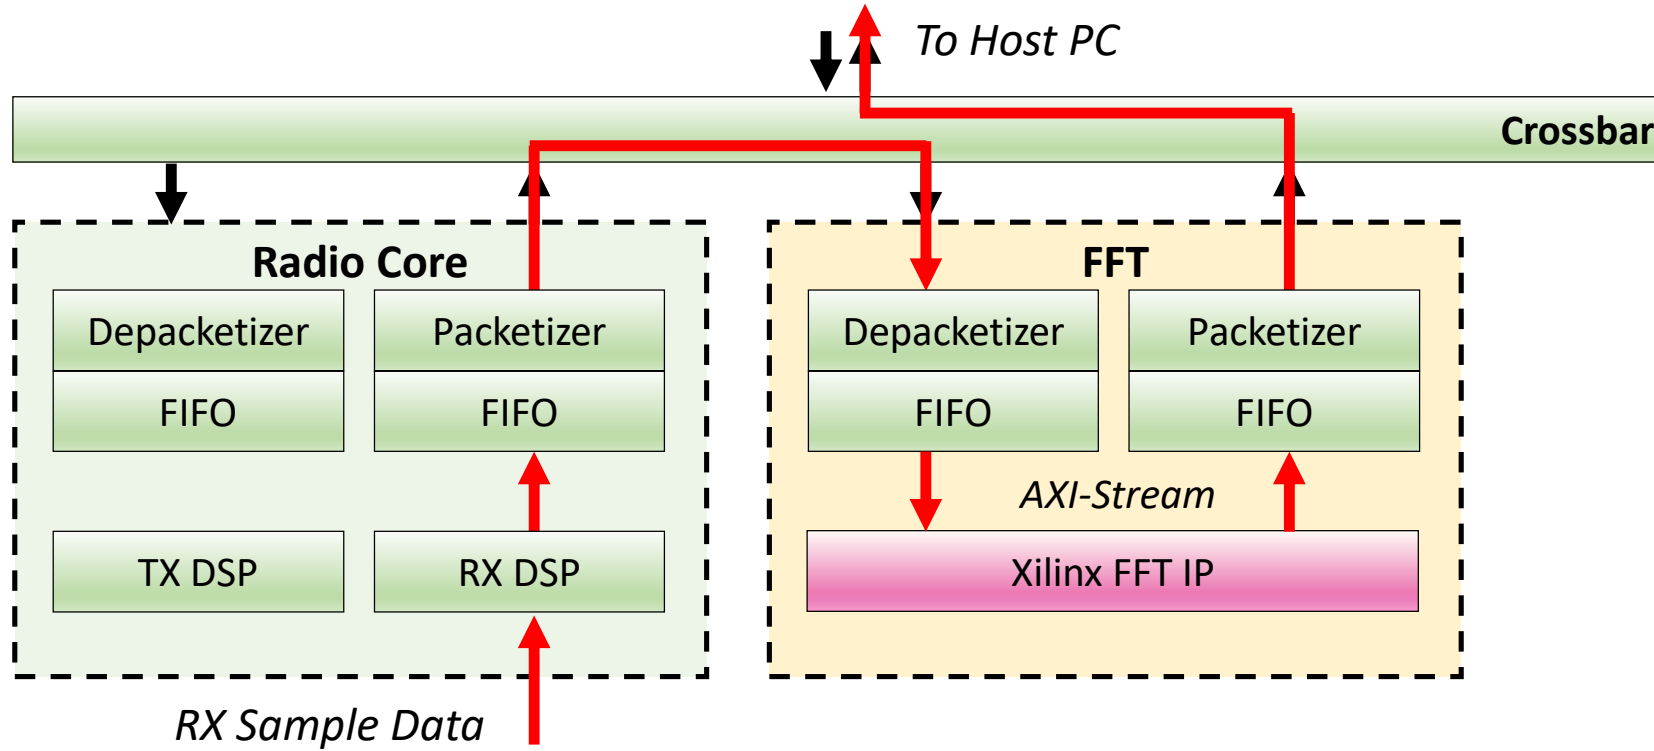 To Host PC
Crossbar
Radio Core
Depacketizer
Packetizer
FIFO
FIFO
TX DSP
RX DSP
RX Sample Data
FFT
Depacketizer
Packetizer
FIFO
FIFO
AXI-Stream
Xilinx FFT IP